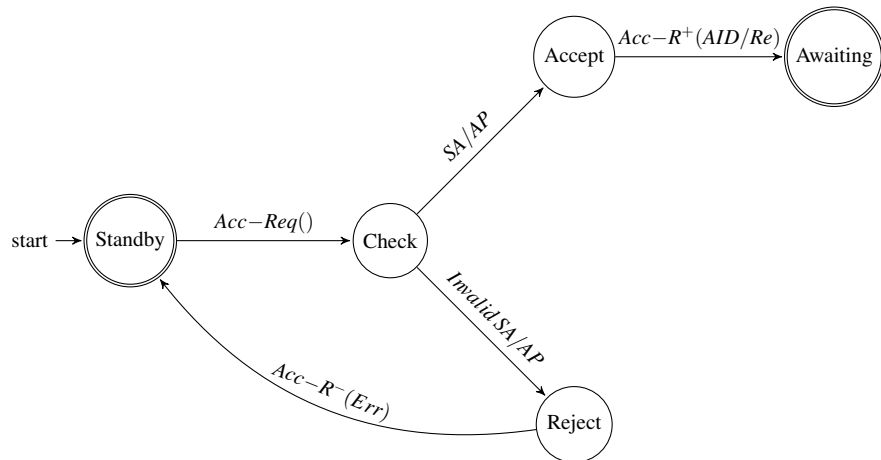 Accept
Acc−R⁺(AID/Re)
Awaiting
SA/AP
start
Standby
Acc−Req()
Check
Invalid SA/AP
Acc−R⁻(Err)
Reject